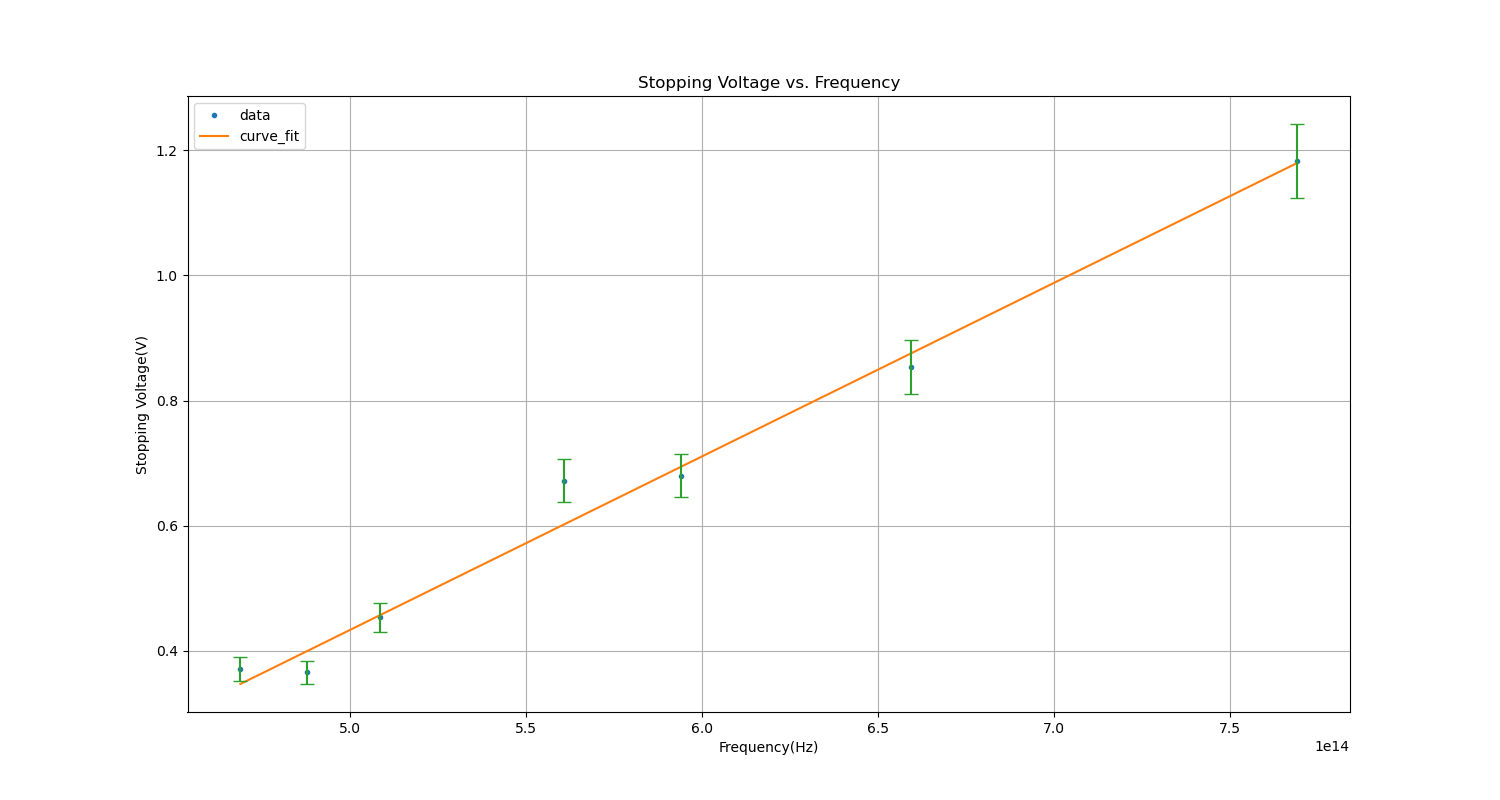 Stopping Voltage vs. Frequency
data
curve_fit
1.2
1.0
0.8
0.6
0.4
Stopping Voltage(V)
5.0 5.5 6.0 6.5 7.0 7.5
Frequency(Hz)
1e14